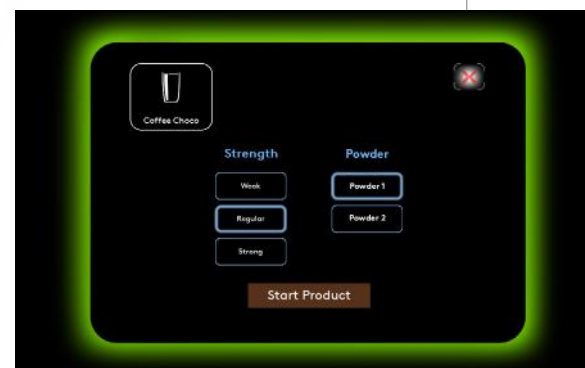 Coffee Choco
Strength
Powder
Weak
Powder 1
Regular
Powder 2
Strong
Start Product